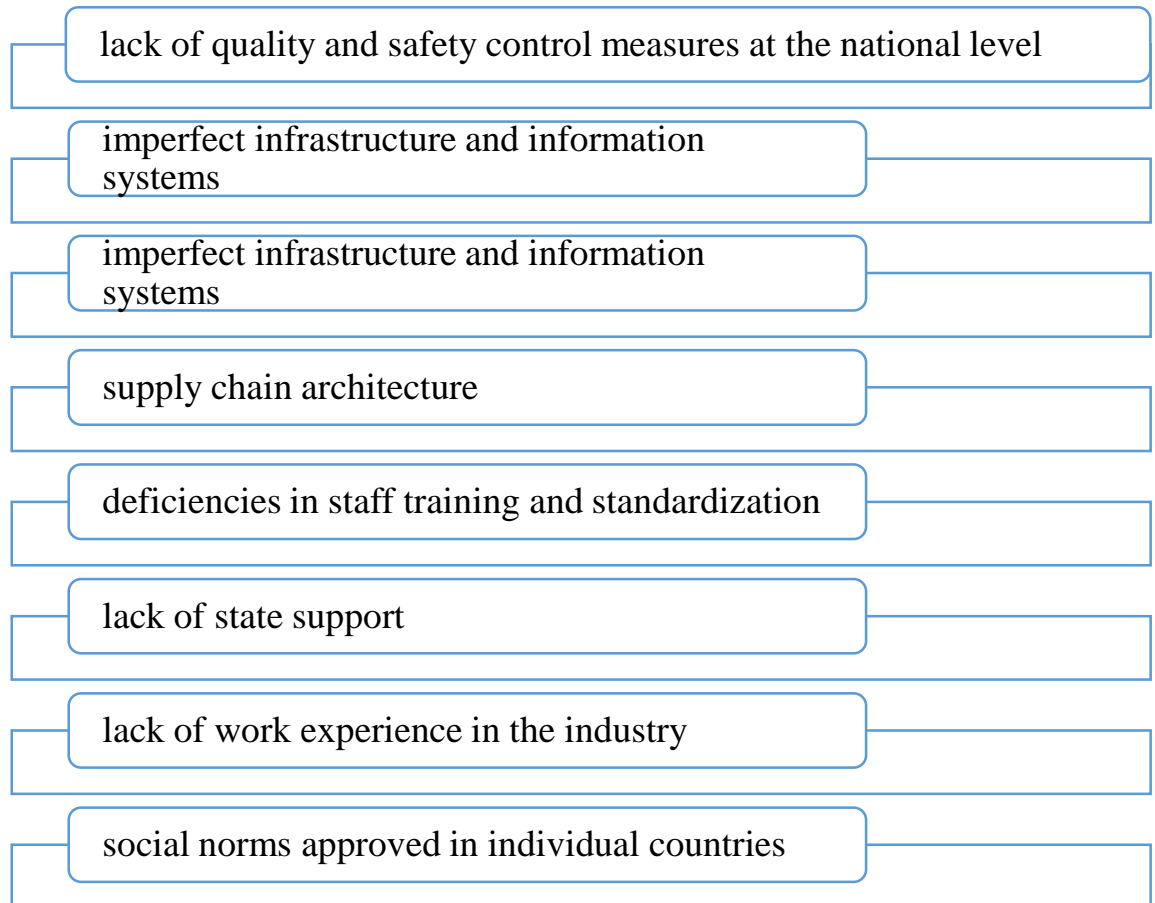 lack of quality and safety control measures at the national level
imperfect infrastructure and information
systems
imperfect infrastructure and information
systems
supply chain architecture
deficiencies in staff training and standardization
lack of state support
lack of work experience in the industry
social norms approved in individual countries